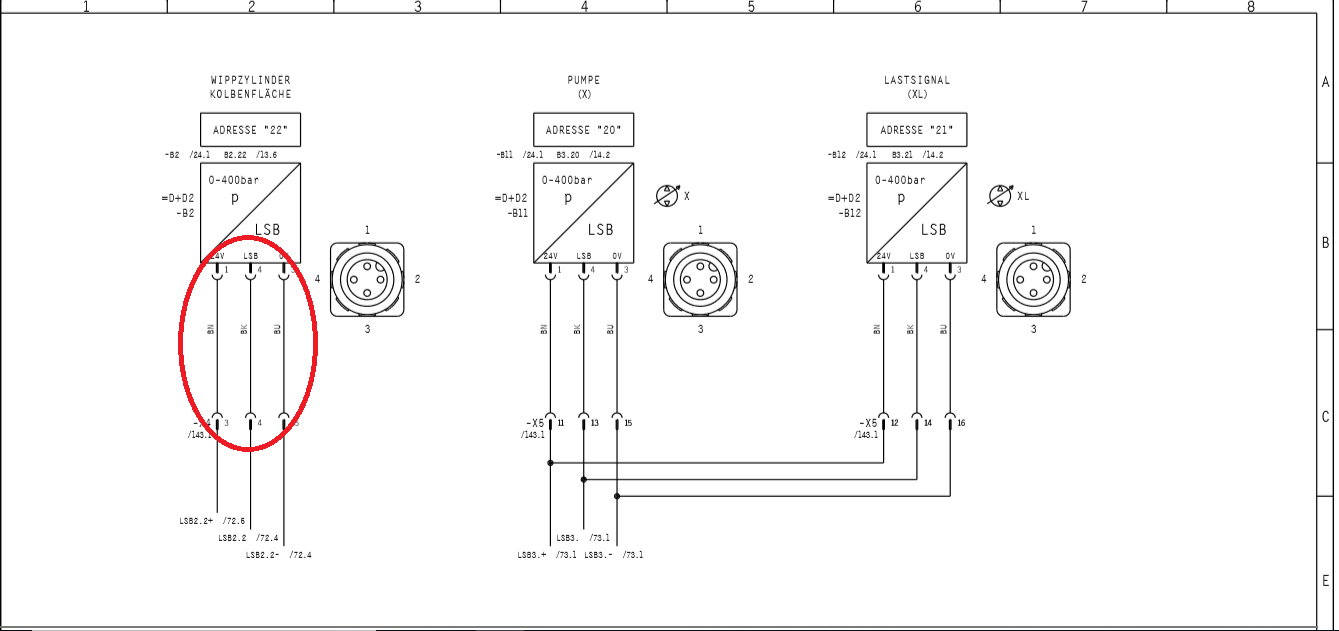 1 2 3 4 5 6 7 8
WIPPZYLINDER
KOLBENFLÄCHE
PUMPE
(X)
LASTSIGNAL
(XL)
A
ADRESSE "22"
ADRESSE "20"
ADRESSE "21"
-B2 /24.1 B2.22 /13.6
-B11 /24.1 B3.20 /14.2
-B12 /24.1 B3.21 /14.2
0-400bar
p
LSB
=D+D2
-B2
0-400bar
p
LSB
=D+D2
-B11
X
0-400bar
p
LSB
=D+D2
-B12
XL
B
24V LSB
1 4
1
4 2
3
24V LSB 0V
1 4 3
1
4 2
3
24V LSB 0V
1 4 3
1
4 2
3
BN BK BU
BN BK BU
BN BK BU
3 4
-X5 11 13 15
/143.1
-X5 12 14 16
/143.1
C
LSB2.2+ /72.6
LSB2.2 /72.4
LSB2.2- /72.4
LSB3. /73.1
LSB3.+ /73.1 LSB3.- /73.1
E